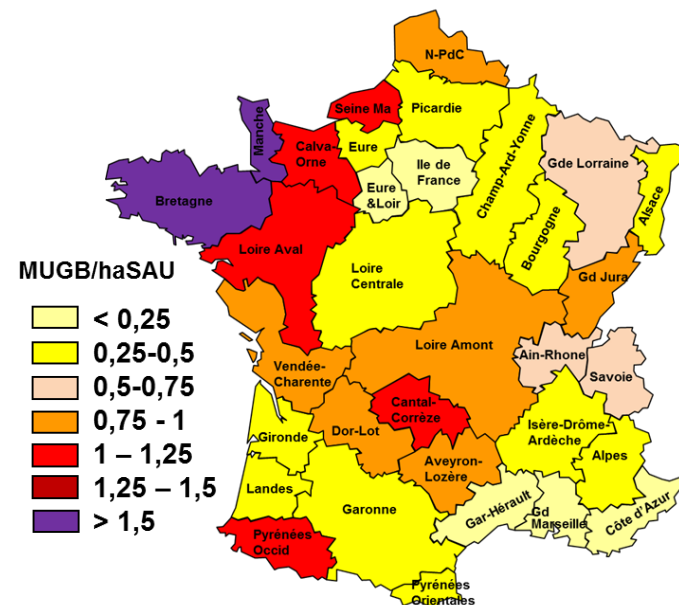 N-PdC
Seine Ma
Picardie
Manche
Calva-
Orne
Eure
Ile de
France
Champ-Ard-Yonne
Gde Lorraine
Alsace
Bretagne
Eure
&Loir
Bourgogne
Loire Aval
Loire
Centrale
Gd Jura
MUGB/haSAU
< 0,25
0,25-0,5
0,5-0,75
0,75 - 1
1 – 1,25
1,25 – 1,5
> 1,5
Loire Amont
Ain-Rhone
Savoie
Vendée-
Charente
Cantal-
Corrèze
Isère-Drôme-
Ardèche
Gironde
Dor-Lot
Aveyron-
Lozère
Alpes
Landes
Garonne
Gar-Hérault
Gd
Marseille
Côte d'Azur
Pyrénées
Occid
Pyrénées
Orientales